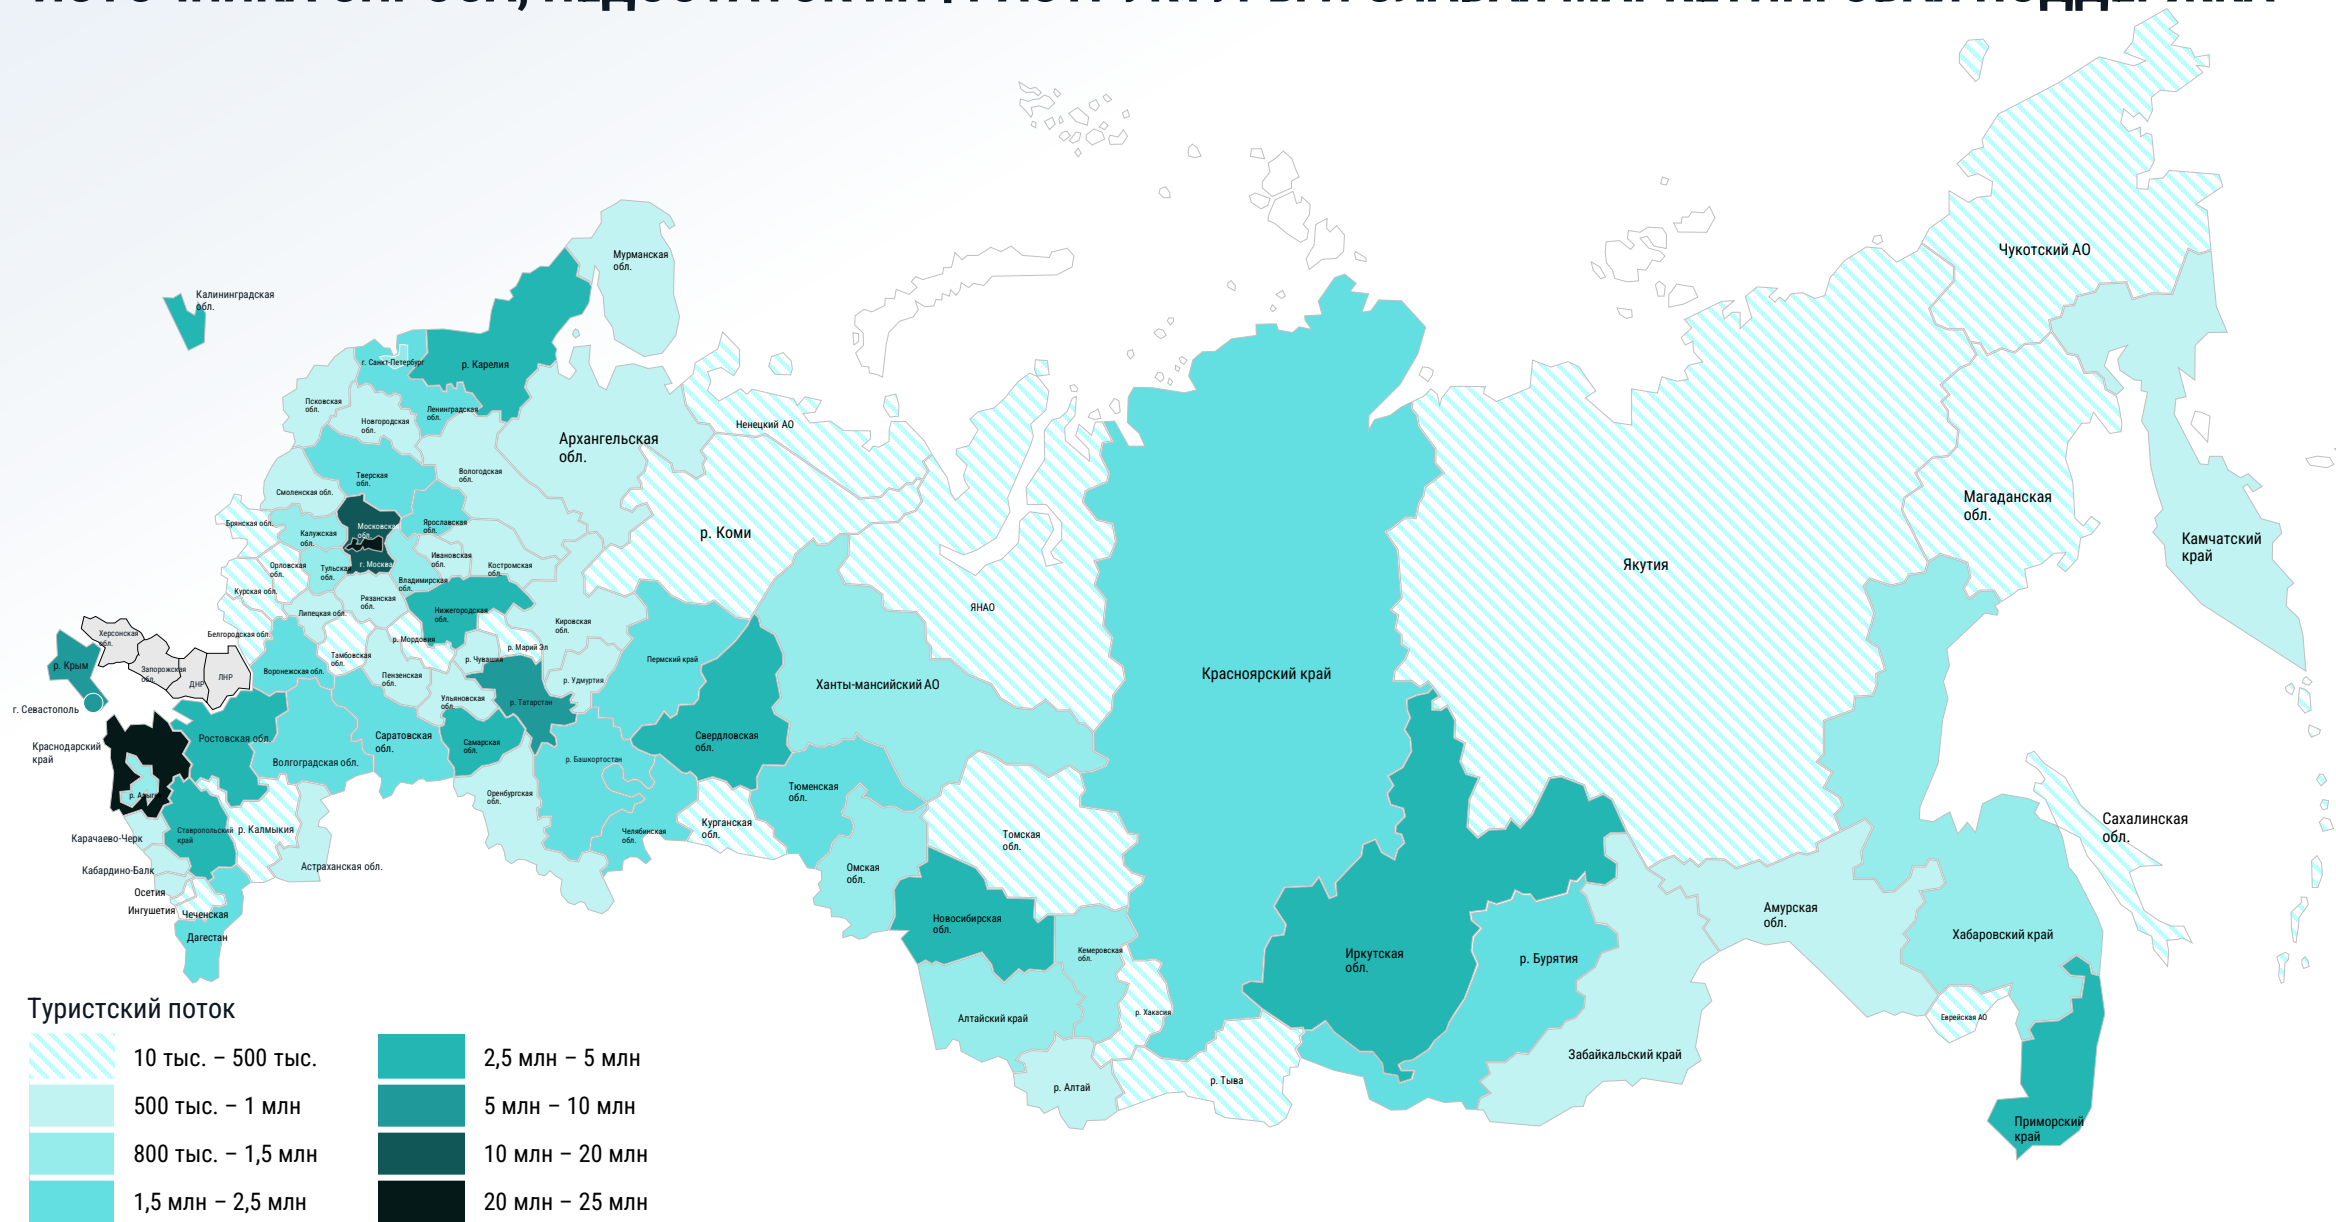 Мурманская
обл.
Калининградская
обл.
г. Санкт-Петербург
р. Карелия
Псковская
обл.
Ленинградская
обл.
Новгородская
обл.
Архангельская
обл.
Ненецкий АО
Чукотский АО
Тверская
обл.
Вологодская
обл.
Смоленская обл.
Брянская обл.
Калужская
обл.
Московская
обл.
Ярославская
обл.
р. Коми
Магаданская
обл.
Камчатский
край
Орловская
обл.
Тульская
обл.
г. Москва
Ивановская
обл.
Костромская
обл.
Владимирская
обл.
Якутия
Курская обл.
Рязанская
обл.
Липецкая обл.
Нижегородская
обл.
Кировская
обл.
ЯНАО
Херсонская
обл.
Белгородская обл.
р. Мордовия
р. Марий Эл
Тамбовская
обл.
р. Чувашия
р. Крым
Запорожская
обл.
ДНР
ЛНР
Воронежская обл.
Пензенская
обл.
р. Удмуртия
Пермский край
Ханты-мансийский АО
Красноярский край
г. Севастополь
Ульяновская
обл.
р. Татарстан
Краснодарский
край
Ростовская обл.
Волгоградская обл.
Саратовская
обл.
Самарская
обл.
р. Башкортостан
Свердловская
обл.
Оренбургская
обл.
Тюменская
обл.
Челябинская
обл.
Курганская
обл.
Томская
обл.
Сахалинская
обл.
Карачаево-Черк
Ставропольский
край
р. Калмыкия
Кабардино-Балк
Астраханская обл.
Омская
обл.
Осетия
Ингушетия
Чеченская
Дагестан
Новосибирская
обл.
Кемеровская
обл.
Иркутская
обл.
р. Бурятия
Амурская
обл.
Хабаровский край
Алтайский край
р. Хакасия
Еврейская АО
Забайкальский край
р. Алтай
р. Тыва
Приморский
край
Туристский поток
10 тыс. – 500 тыс.
500 тыс. – 1 млн
800 тыс. – 1,5 млн
1,5 млн – 2,5 млн
2,5 млн – 5 млн
5 млн – 10 млн
10 млн – 20 млн
20 млн – 25 млн